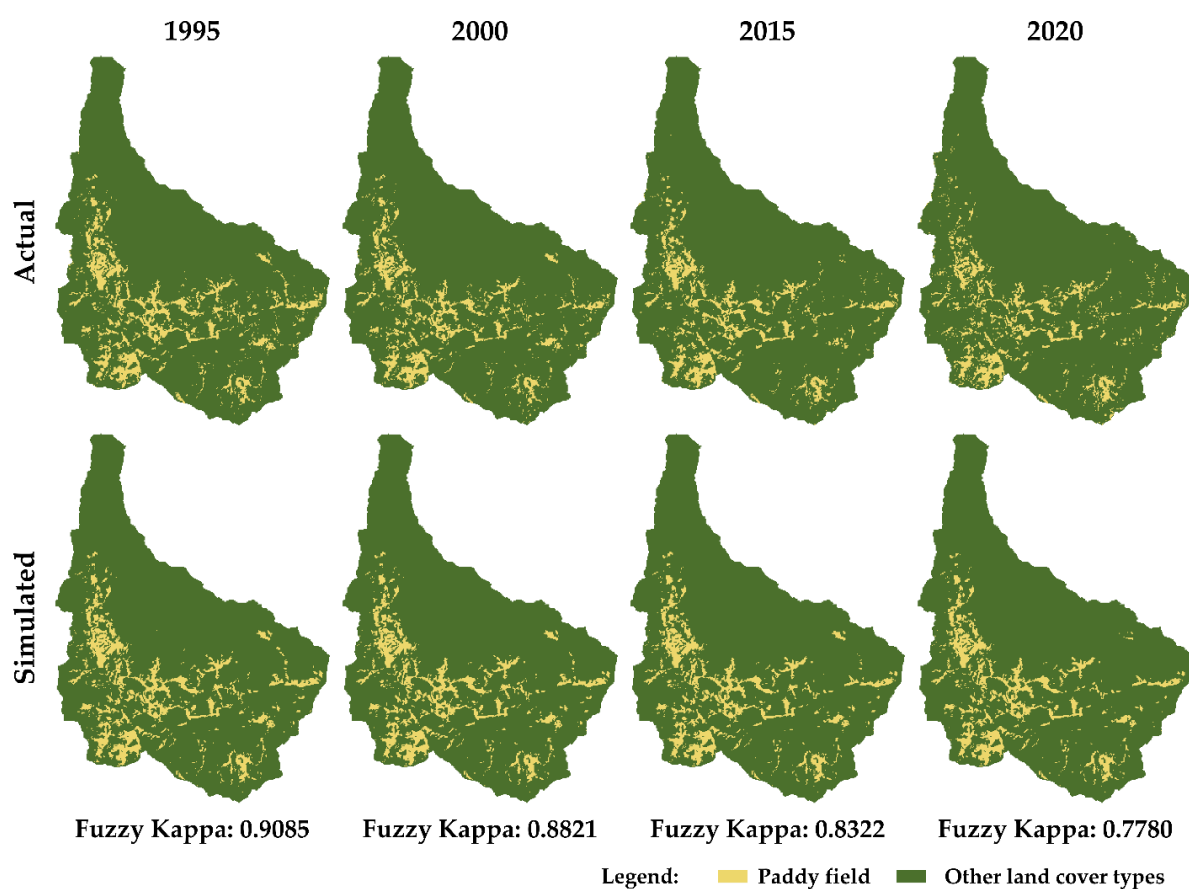 1995 2000 2015 2020
Actual
Simulated
Fuzzy Kappa: 0.9085 Fuzzy Kappa: 0.8821 Fuzzy Kappa: 0.8322 Fuzzy Kappa: 0.7780
Legend: Paddy field Other land cover types